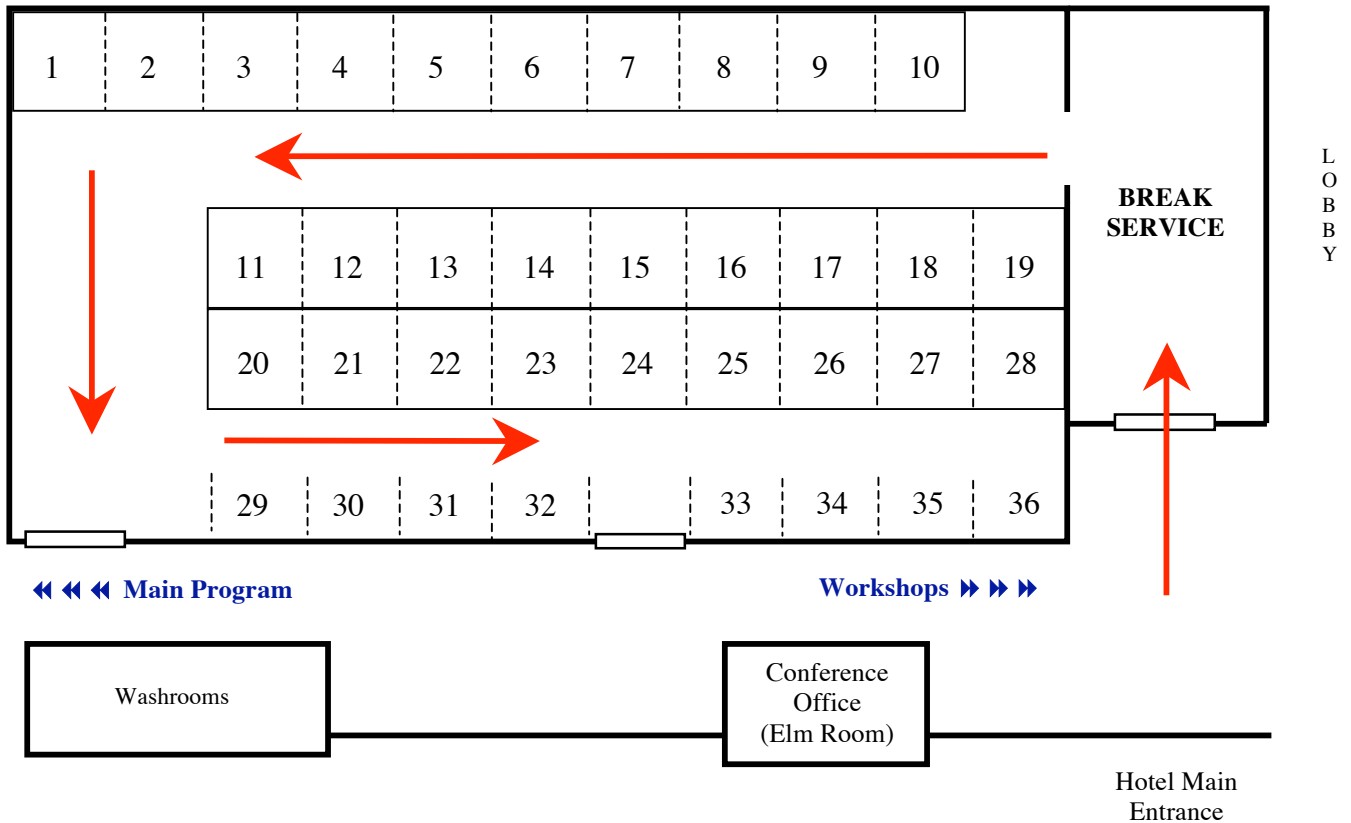 1 2 3 4 5 6 7 8 9 10
L
O
B
B
Y
BREAK
SERVICE
11 12 13 14 15 16 17 18 19
20 21 22 23 24 25 26 27 28
29 30 31 32 33 34 35 36
Main Program
Workshops
Washrooms
Conference
Office
(Elm Room)
Hotel Main
Entrance